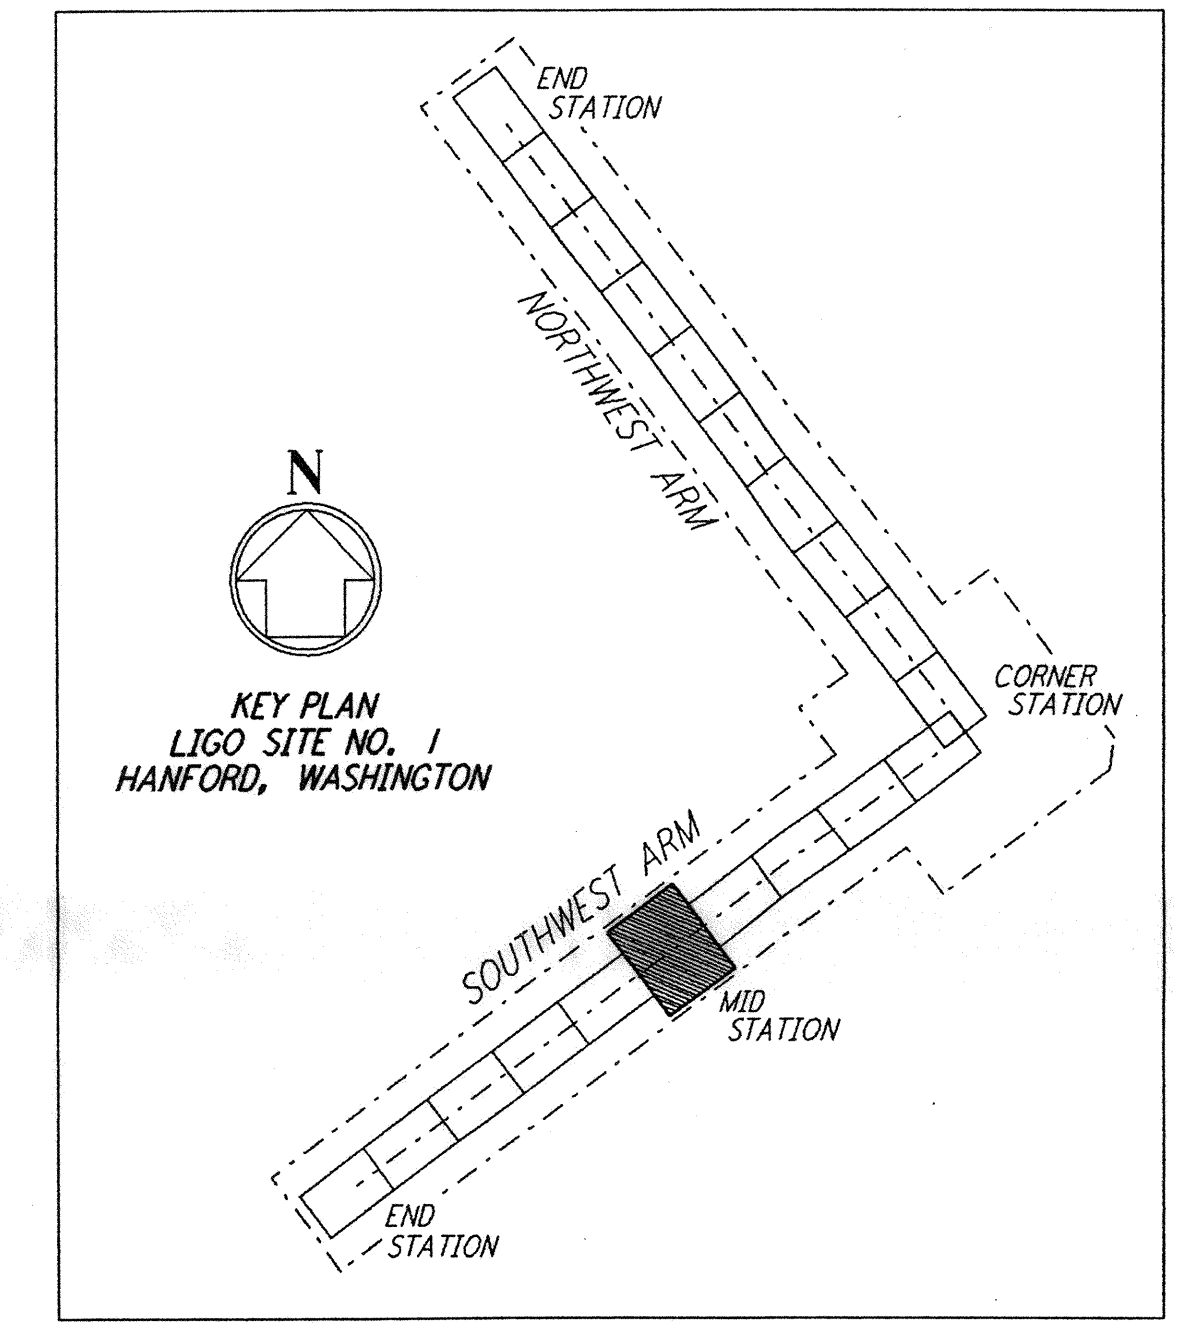 END
STATION
NORTHWEST ARM
N
CORNER
STATION
KEY PLAN
LIGO SITE NO. 1
HANFORD, WASHINGTON
SOUTHWEST ARM
MID
STATION
END
STATION